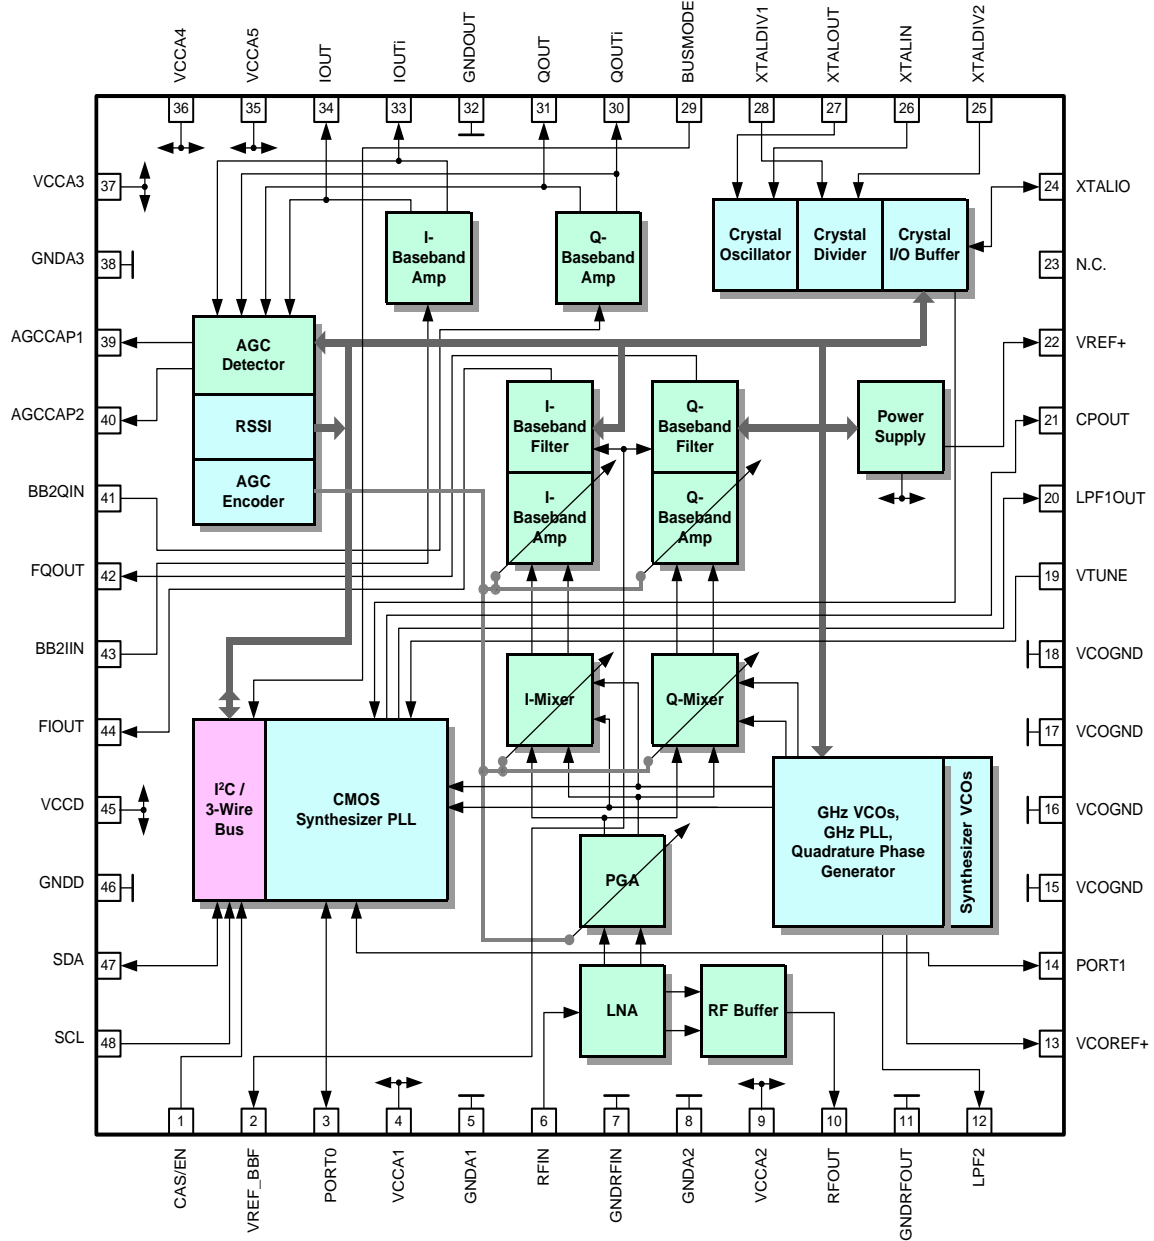 VCCA4
VCCA5
IOUT
IOUTi
GNDOUT
QOUT
QOUTi
BUSMODE
XTALDIV1
XTALOUT
XTALIN
XTALDIV2
36
35
34
33
32
31
30
29
28
27
26
25
VCCA3
37
24
XTALIO
GNDA3
38
23
N.C.
AGCCAP1
39
22
VREF+
AGCCAP2
40
21
CPOUT
BB2QIN
41
20
LPF1OUT
FQOUT
42
19
VTUNE
BB2IIN
43
18
VCOGND
FIOUT
44
17
VCOGND
VCCD
45
16
VCOGND
GNDD
46
15
VCOGND
SDA
47
14
PORT1
SCL
48
13
VCOREF+
I-
Baseband
Amp
Q-
Baseband
Amp
Crystal
Oscillator
Crystal
Divider
Crystal
I/O Buffer
AGC
Detector
RSSI
AGC
Encoder
I-
Baseband
Filter
I-
Baseband
Amp
Q-
Baseband
Filter
Q-
Baseband
Amp
Power
Supply
I-Mixer
Q-Mixer
I²C /
3-Wire
Bus
CMOS
Synthesizer PLL
GHz VCOs,
GHz PLL,
Quadrature Phase
Generator
Synthesizer VCOs
PGA
LNA
RF Buffer
1
2
3
4
5
6
7
8
9
10
11
12
CAS/EN
VREF_BBF
PORT0
VCCA1
GNDA1
RFIN
GNDRFIN
GNDA2
VCCA2
RFOUT
GNDRFOUT
LPF2